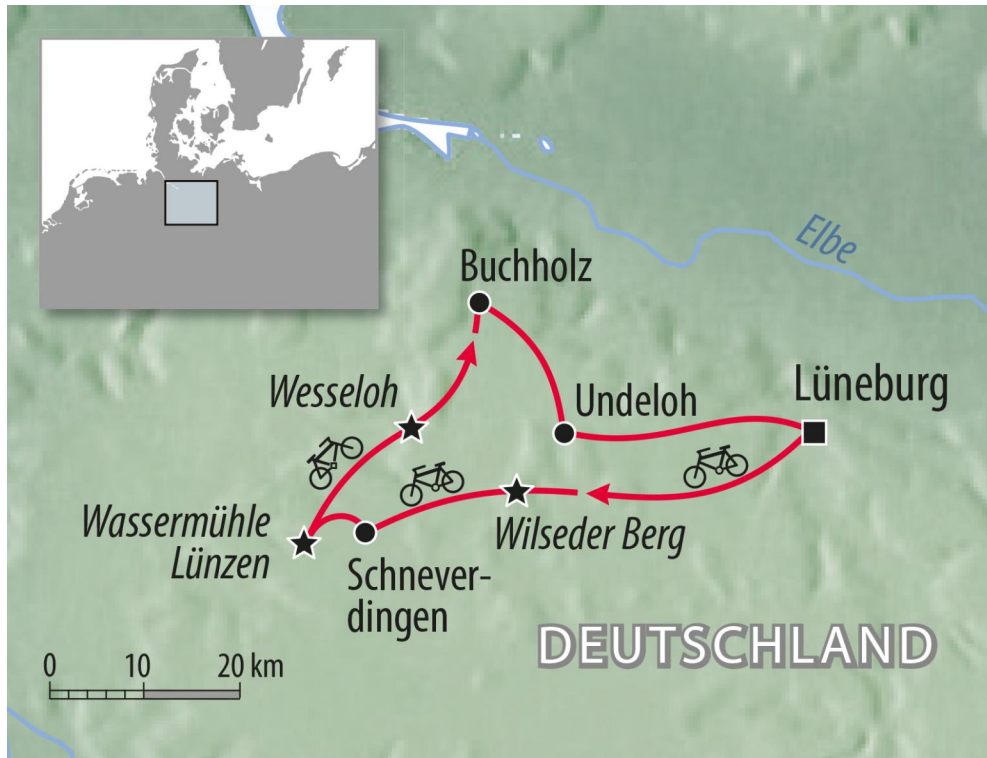 Elbe
Buchholz
Lüneburg
Undeloh
Wesseloh
Wassermühle
Lünzen
Wilseder Berg
Schnever-
dingen
DEUTSCHLAND
0 10 20 km